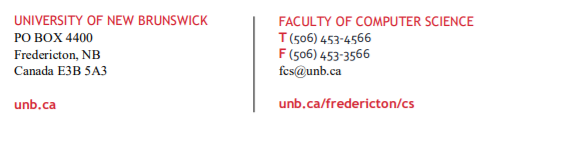 UNIVERSITY OF NEW BRUNSWICK
PO BOX 4400
Fredericton, NB
Canada E3B 5A3
unb.ca
FACULTY OF COMPUTER SCIENCE
T (506) 453-4566
F (506) 453-3566
fcs@unb.ca
unb.ca/fredericton/cs